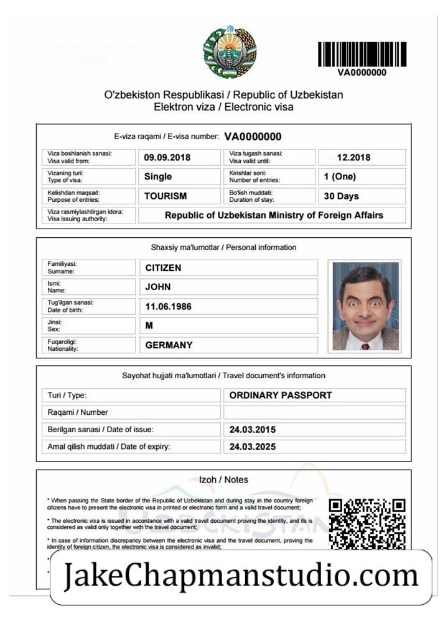 VA0000000
O'zbekiston Respublikasi / Republic of Uzbekistan
Elektron viza / Electronic visa
E-viza raqami / E-visa number: VA0000000
Viza boshlanish sanasi:
Visa valid from:
09.09.2018
Viza tugash sanasi:
Visa valid until:
12.2018
Vizaning turi:
Type of visa:
Single
Kirishlar soni:
Number of entries:
1 (One)
Kelishdan maqsad:
Purpose of entries:
TOURISM
Bo'lish muddati:
Duration of stay:
30 Days
Viza rasmiylashtirgan idora:
Visa issuing authority:
Republic of Uzbekistan Ministry of Foreign Affairs
Shaxsiy ma'lumotlar / Personal information
Familiyasi:
Surname:
CITIZEN
Ismi:
Name:
JOHN
Tug'ilgan sanasi:
Date of birth:
11.06.1986
Jinsi:
Sex:
M
Fuqaroligi:
Nationality:
GERMANY
Sayohat hujjati ma'lumotlari / Travel document's information
Turi / Type:
ORDINARY PASSPORT
Raqami / Number
Berilgan sanasi / Date of issue:
24.03.2015
Amal qilish muddati / Date of expiry:
24.03.2025
Izoh / Notes
* When passing the State border of the Republic of Uzbekistan and during stay in the country foreign
citizens have to present the electronic visa in printed or electronic form and a valid travel document;
* The electronic visa is issued in accordance with a valid travel document proving the identity, and its is
considered as valid only together with the travel document;
* In case of information discrepancy between the electronic visa and the travel document, proving the
identity of foreign citizen, the electronic visa is considered as invalid;
JakeChapmanstudio.com